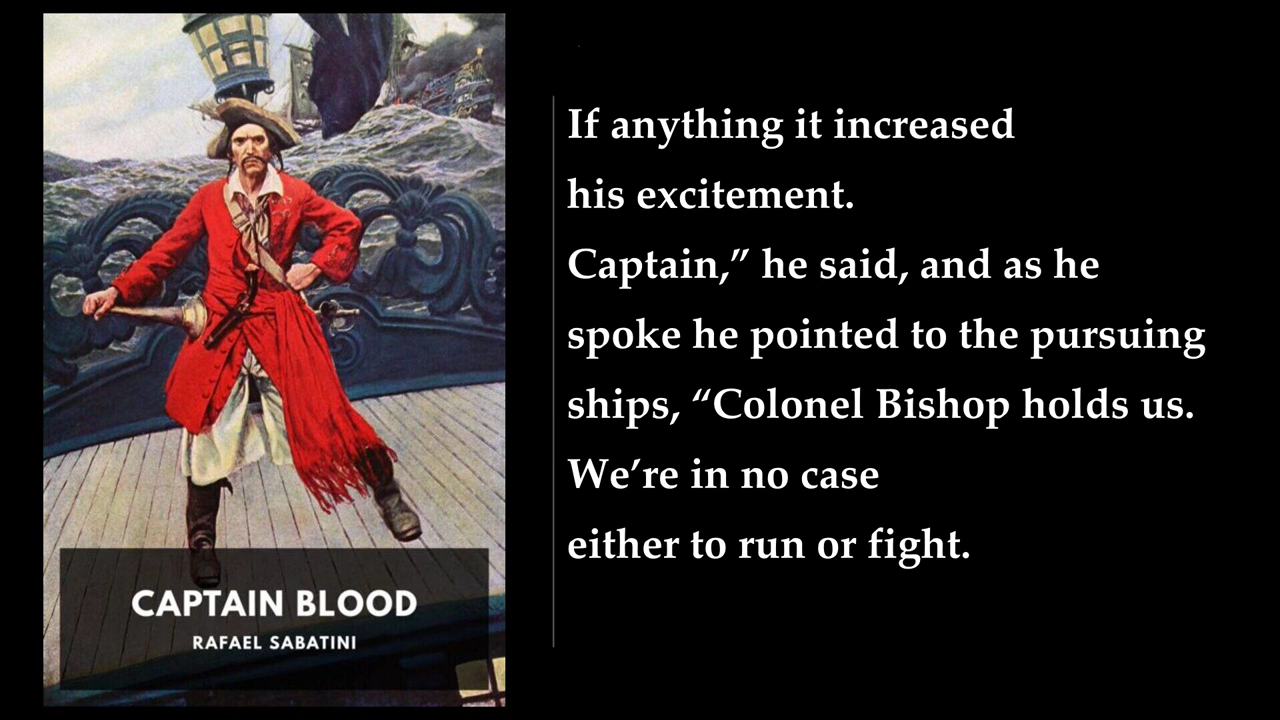 If anything it increased
his excitement.
Captain,” he said, and as he
spoke he pointed to the pursuing
ships, “Colonel Bishop holds us.
We’re in no case
either to run or fight.
CAPTAIN BLOOD
RAFAEL SABATINI